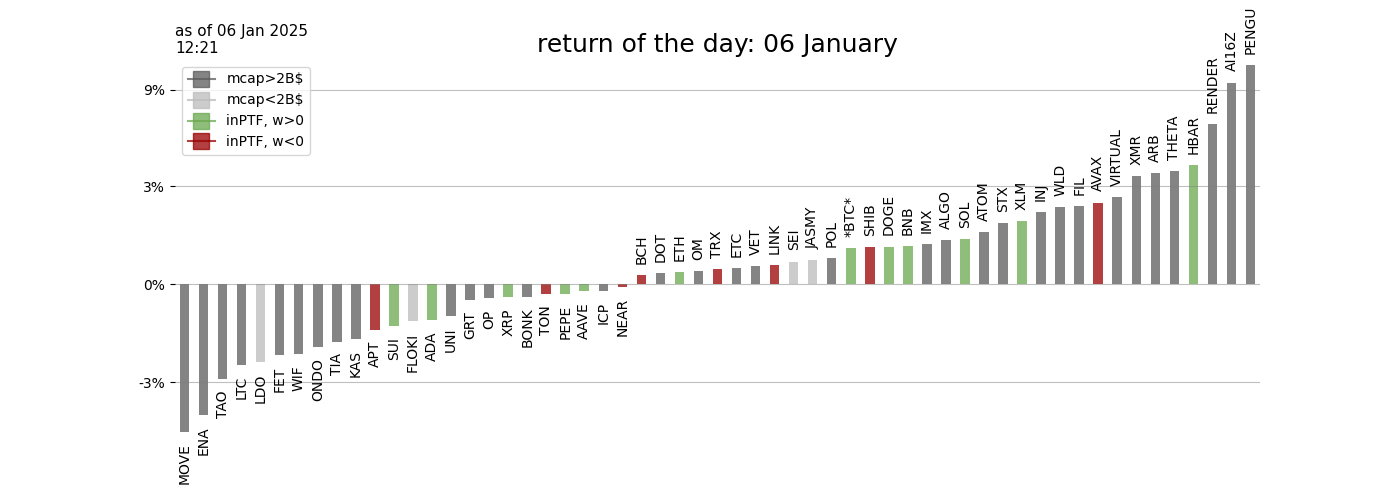 as of 06 Jan 2025
12:21
return of the day: 06 January
mcap>2B$
mcap<2B$
inPTF, w>0
inPTF, w<0
9%
3%
0%
-3%
MOVE
ENA
TAO
LTC
LDO
FET
WIF
ONDO
TIA
KAS
APT
SUI
FLOKI
ADA
UNI
GRT
OP
XRP
BONK
TON
PEPE
AAVE
ICP
NEAR
BCH
DOT
ETH
OM
TRX
ETC
VET
LINK
SEI
JASMY
POL
*BTC*
SHIB
DOGE
BNB
IMX
ALGO
SOL
ATOM
STX
XLM
INJ
WLD
FIL
AVAX
VIRTUAL
XMR
ARB
THETA
HBAR
RENDER
AI16Z
PENGU